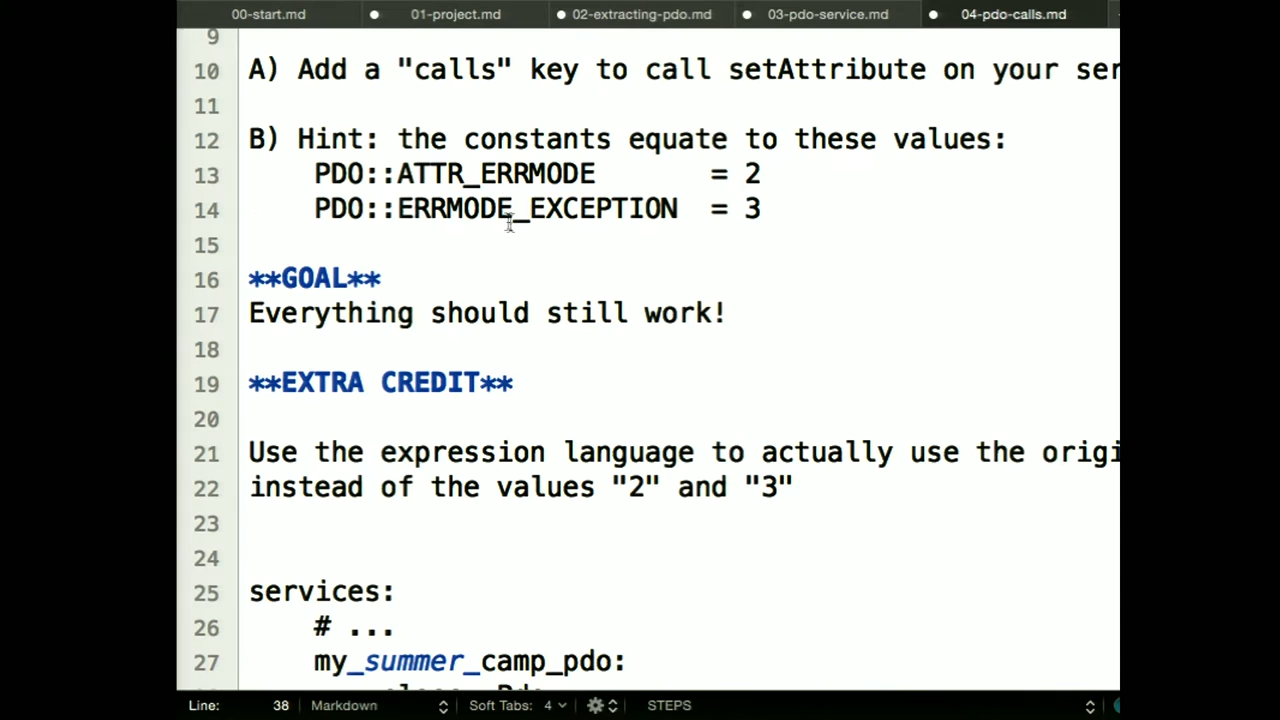 00-start.md 01-project.md 02-extracting-pdo.md 03-pdo-service.md 04-pdo-calls.md
9
10 A) Add a "calls" key to call setAttribute on your ser
11
12 B) Hint: the constants equate to these values:
13 PDO::ATTR_ERRMODE = 2
14 PDO::ERRMODE_EXCEPTION = 3
15
16 **GOAL**
17 Everything should still work!
18
19 **EXTRA CREDIT**
20
21 Use the expression language to actually use the origi
22 instead of the values "2" and "3"
23
24
25 services:
26 # ...
27 my_summer_camp_pdo:
Line: 38 Markdown Soft Tabs: 4 STEPS